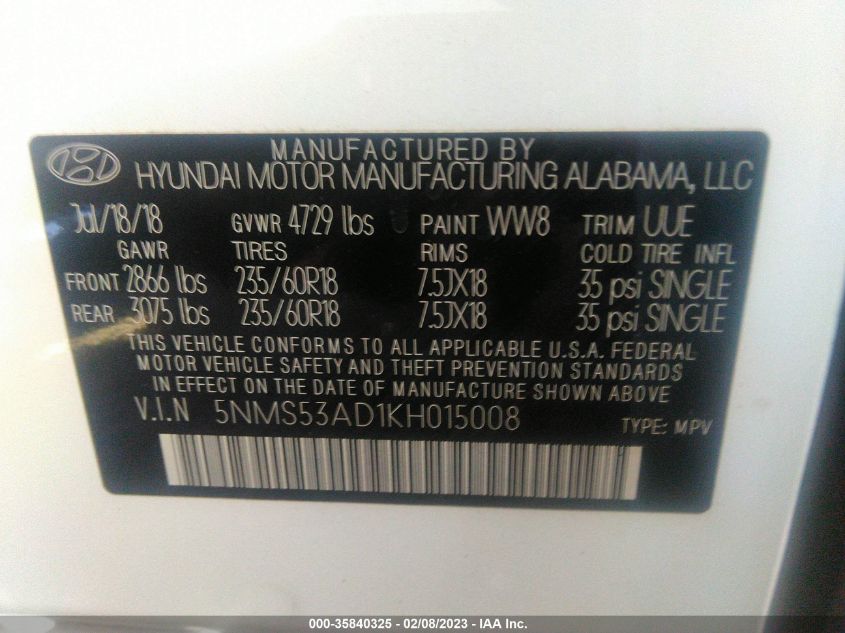 MANUFACTURED BY
HYUNDAI MOTOR MANUFACTURING ALABAMA, LLC
Jul/18/18 GVWR 4729 lbs PAINT WW8 TRIM UUE
GAWR TIRES RIMS COLD TIRE INFL
FRONT 2866 lbs 235/60R18 7.5JX18 35 psi SINGLE
REAR 3075 lbs 235/60R18 7.5JX18 35 psi SINGLE
THIS VEHICLE CONFORMS TO ALL APPLICABLE U.S.A. FEDERAL
MOTOR VEHICLE SAFETY AND THEFT PREVENTION STANDARDS
IN EFFECT ON THE DATE OF MANUFACTURE SHOWN ABOVE
V.I.N 5NMS53AD1KH015008 TYPE: MPV
000-35840325 - 02/08/2023 - IAA Inc.